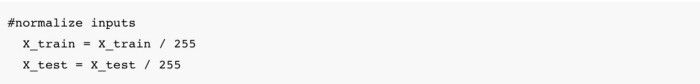 #normalize inputs
  X_train = X_train / 255
  X_test = X_test / 255